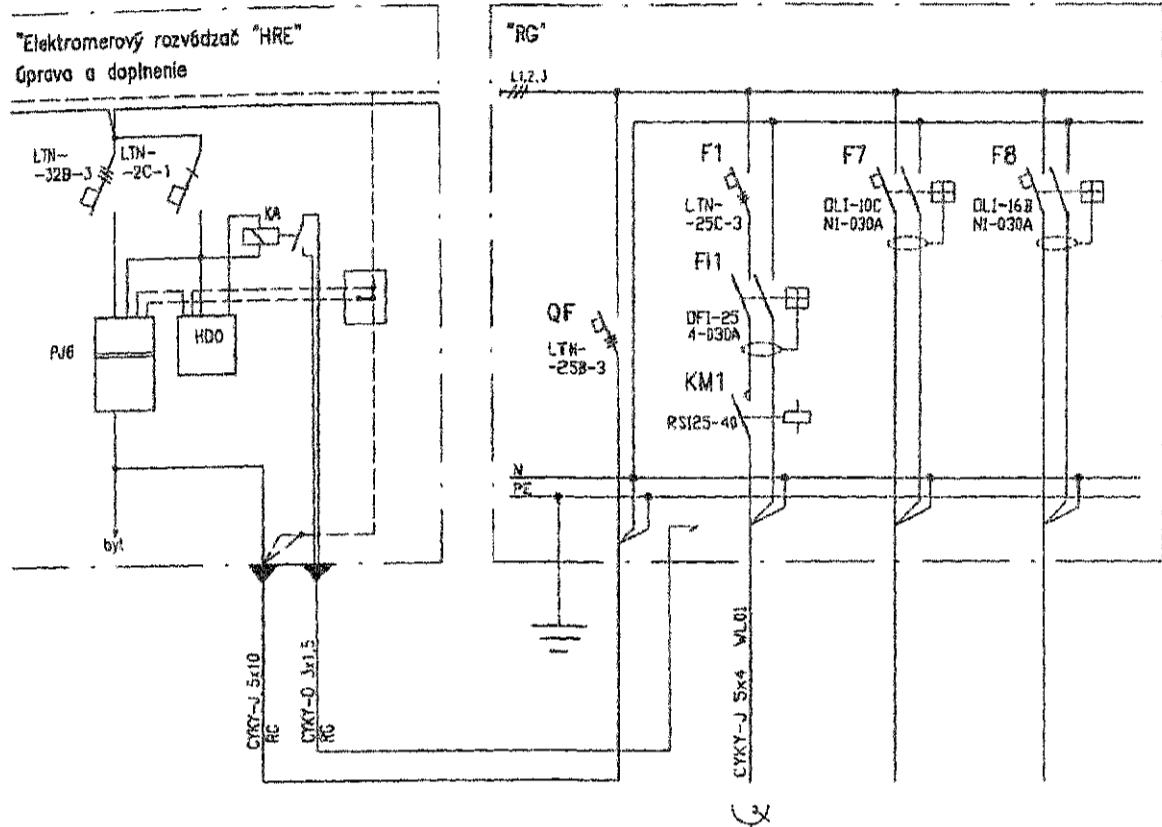 "Elektromerový rozvádzač "HRE"
Úprava a doplnenie
LTN-
-32B-3
LTN-
-2C-1
KA
PJ6
HDO
byt
CYKY-J 5x10
RG
CYKY-O 3x1,5
RG
"RG"
L1,2,3
QF
LTN-
-25B-3
F1
LTN-
-25C-3
FI1
OFI-25
4-030A
KM1
RSI25-40
F7
OLI-10C
N1-030A
F8
OLI-16B
N1-030A
N
PE
CYKY-J 5x4 WL01